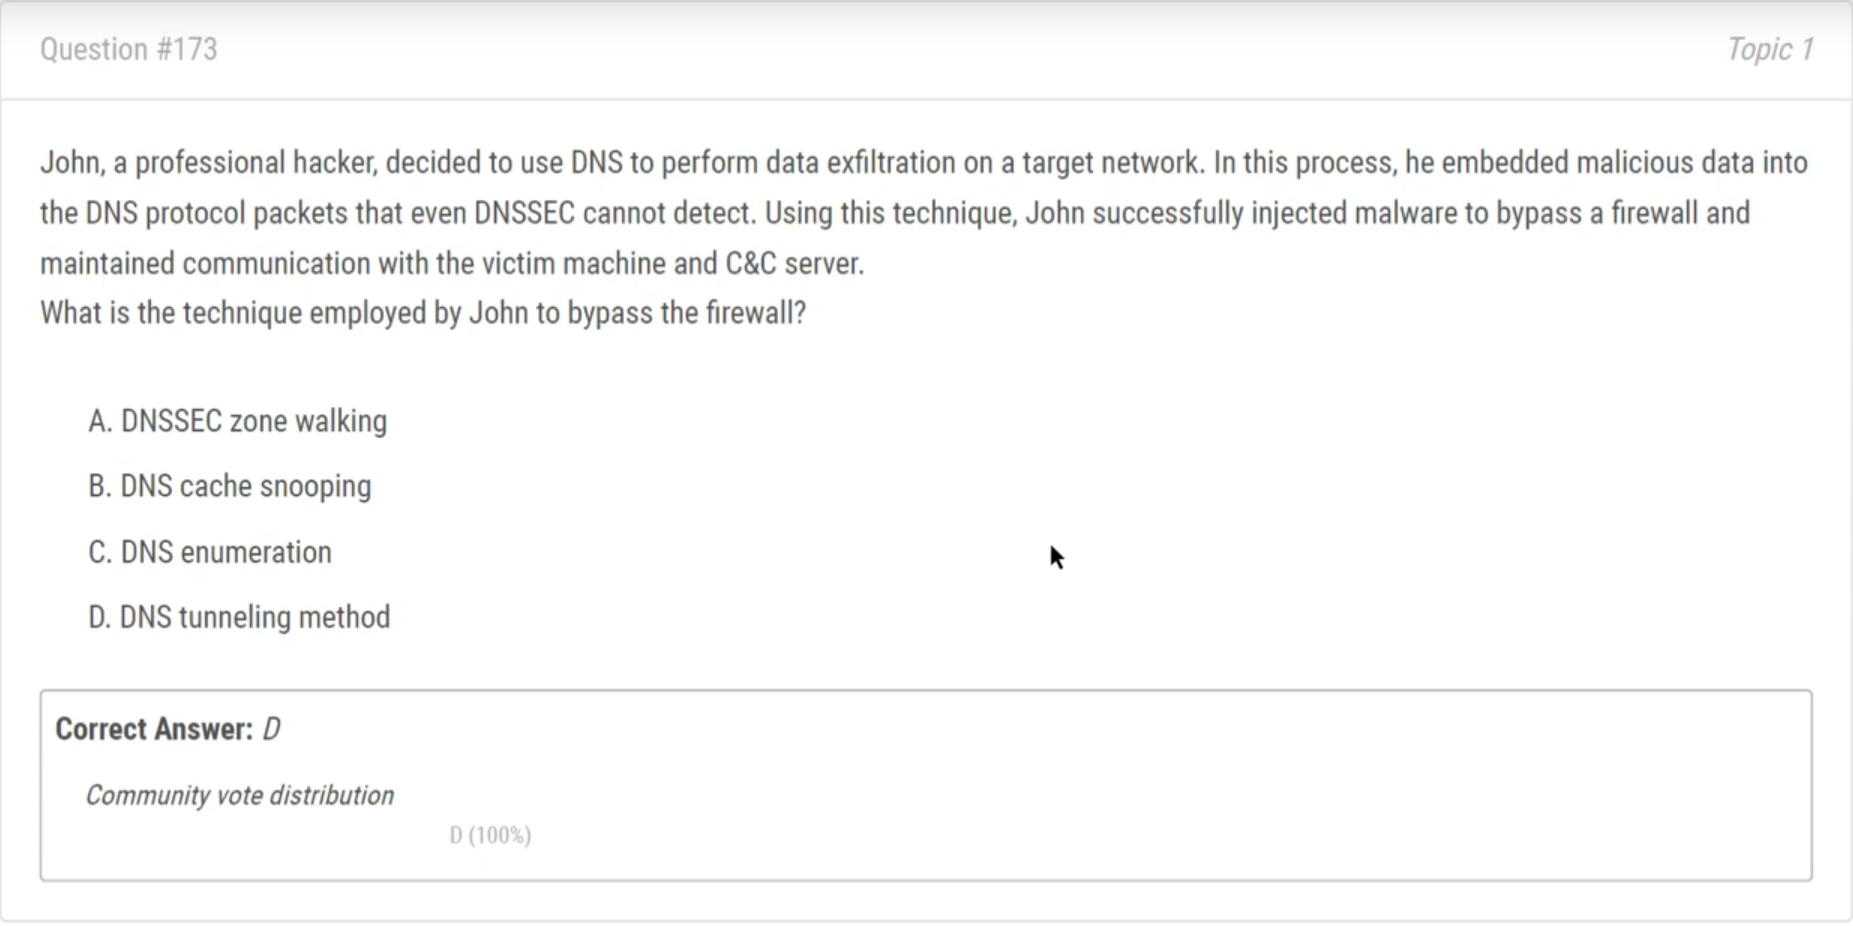 Question #173
Topic 1
John, a professional hacker, decided to use DNS to perform data exfiltration on a target network. In this process, he embedded malicious data into
the DNS protocol packets that even DNSSEC cannot detect. Using this technique, John successfully injected malware to bypass a firewall and
maintained communication with the victim machine and C&C server.
What is the technique employed by John to bypass the firewall?
A. DNSSEC zone walking
B. DNS cache snooping
C. DNS enumeration
D. DNS tunneling method
Correct Answer: D
Community vote distribution
D (100%)